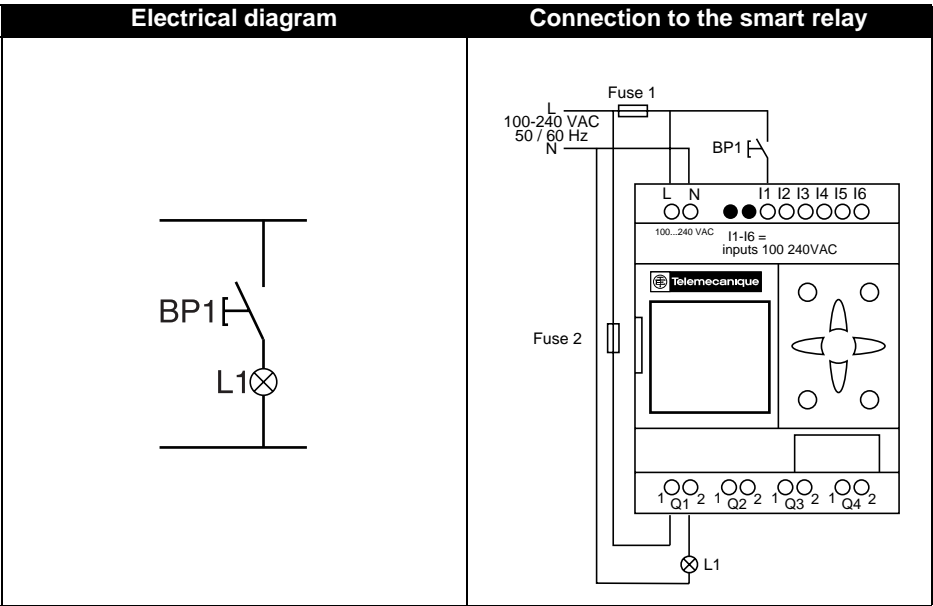 Electrical diagram
Connection to the smart relay
BP1
L1
Fuse 1
L
100-240 VAC
50 / 60 Hz
N
BP1
L N I1 I2 I3 I4 I5 I6
100...240 VAC
I1-I6 =
inputs 100 240VAC
Telemecanique
Fuse 2
1 Q1 2 1 Q2 2 1 Q3 2 1 Q4 2
L1